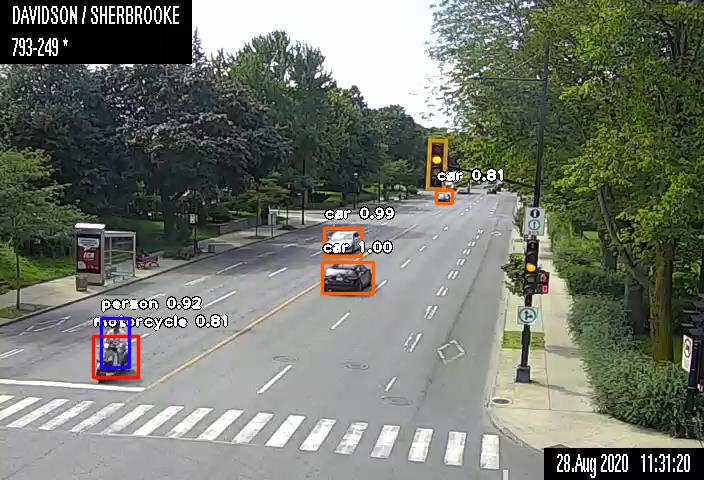 DAVIDSON / SHERBROOKE
793-249 *
car 0.81
car 0.99
car 1.00
person 0.92
motorcycle 0.81
28.Aug 2020 11:31:20